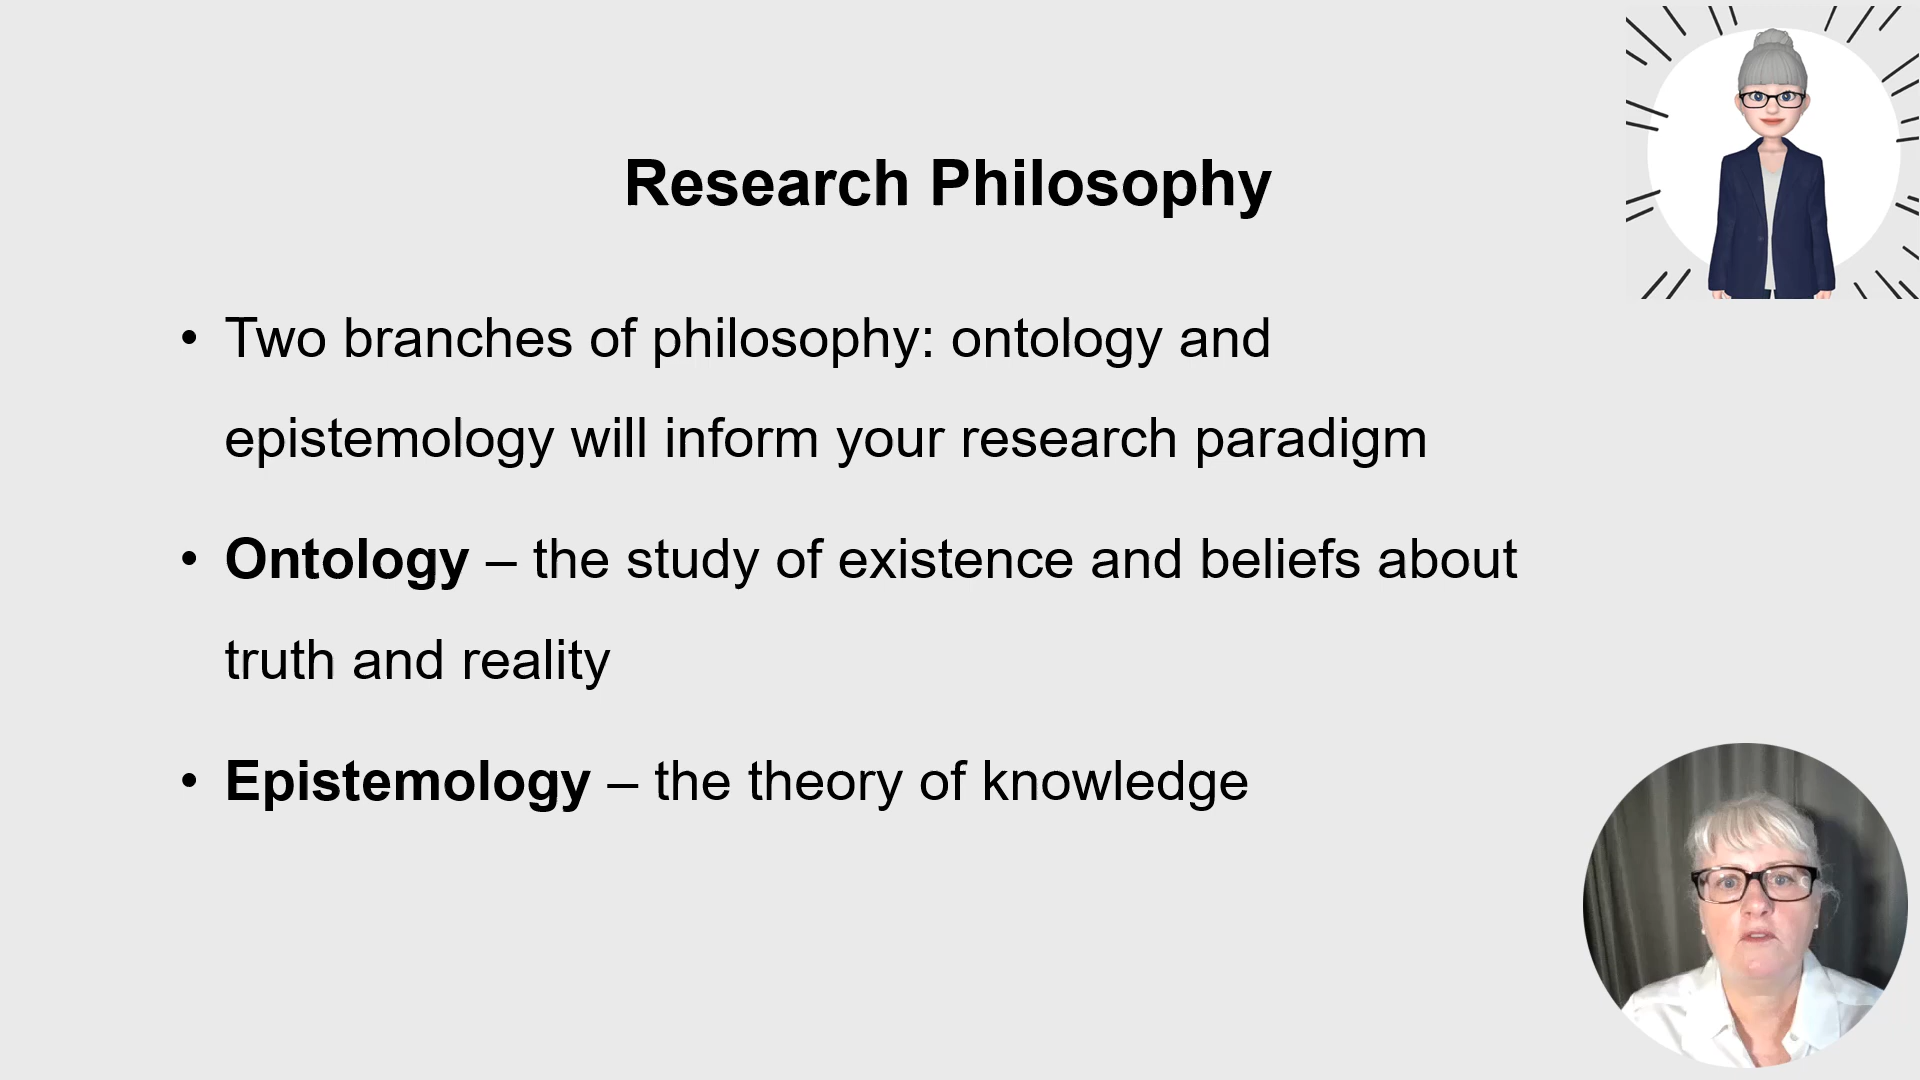 Research Philosophy
• Two branches of philosophy: ontology and
epistemology will inform your research paradigm
• Ontology – the study of existence and beliefs about
truth and reality
• Epistemology – the theory of knowledge